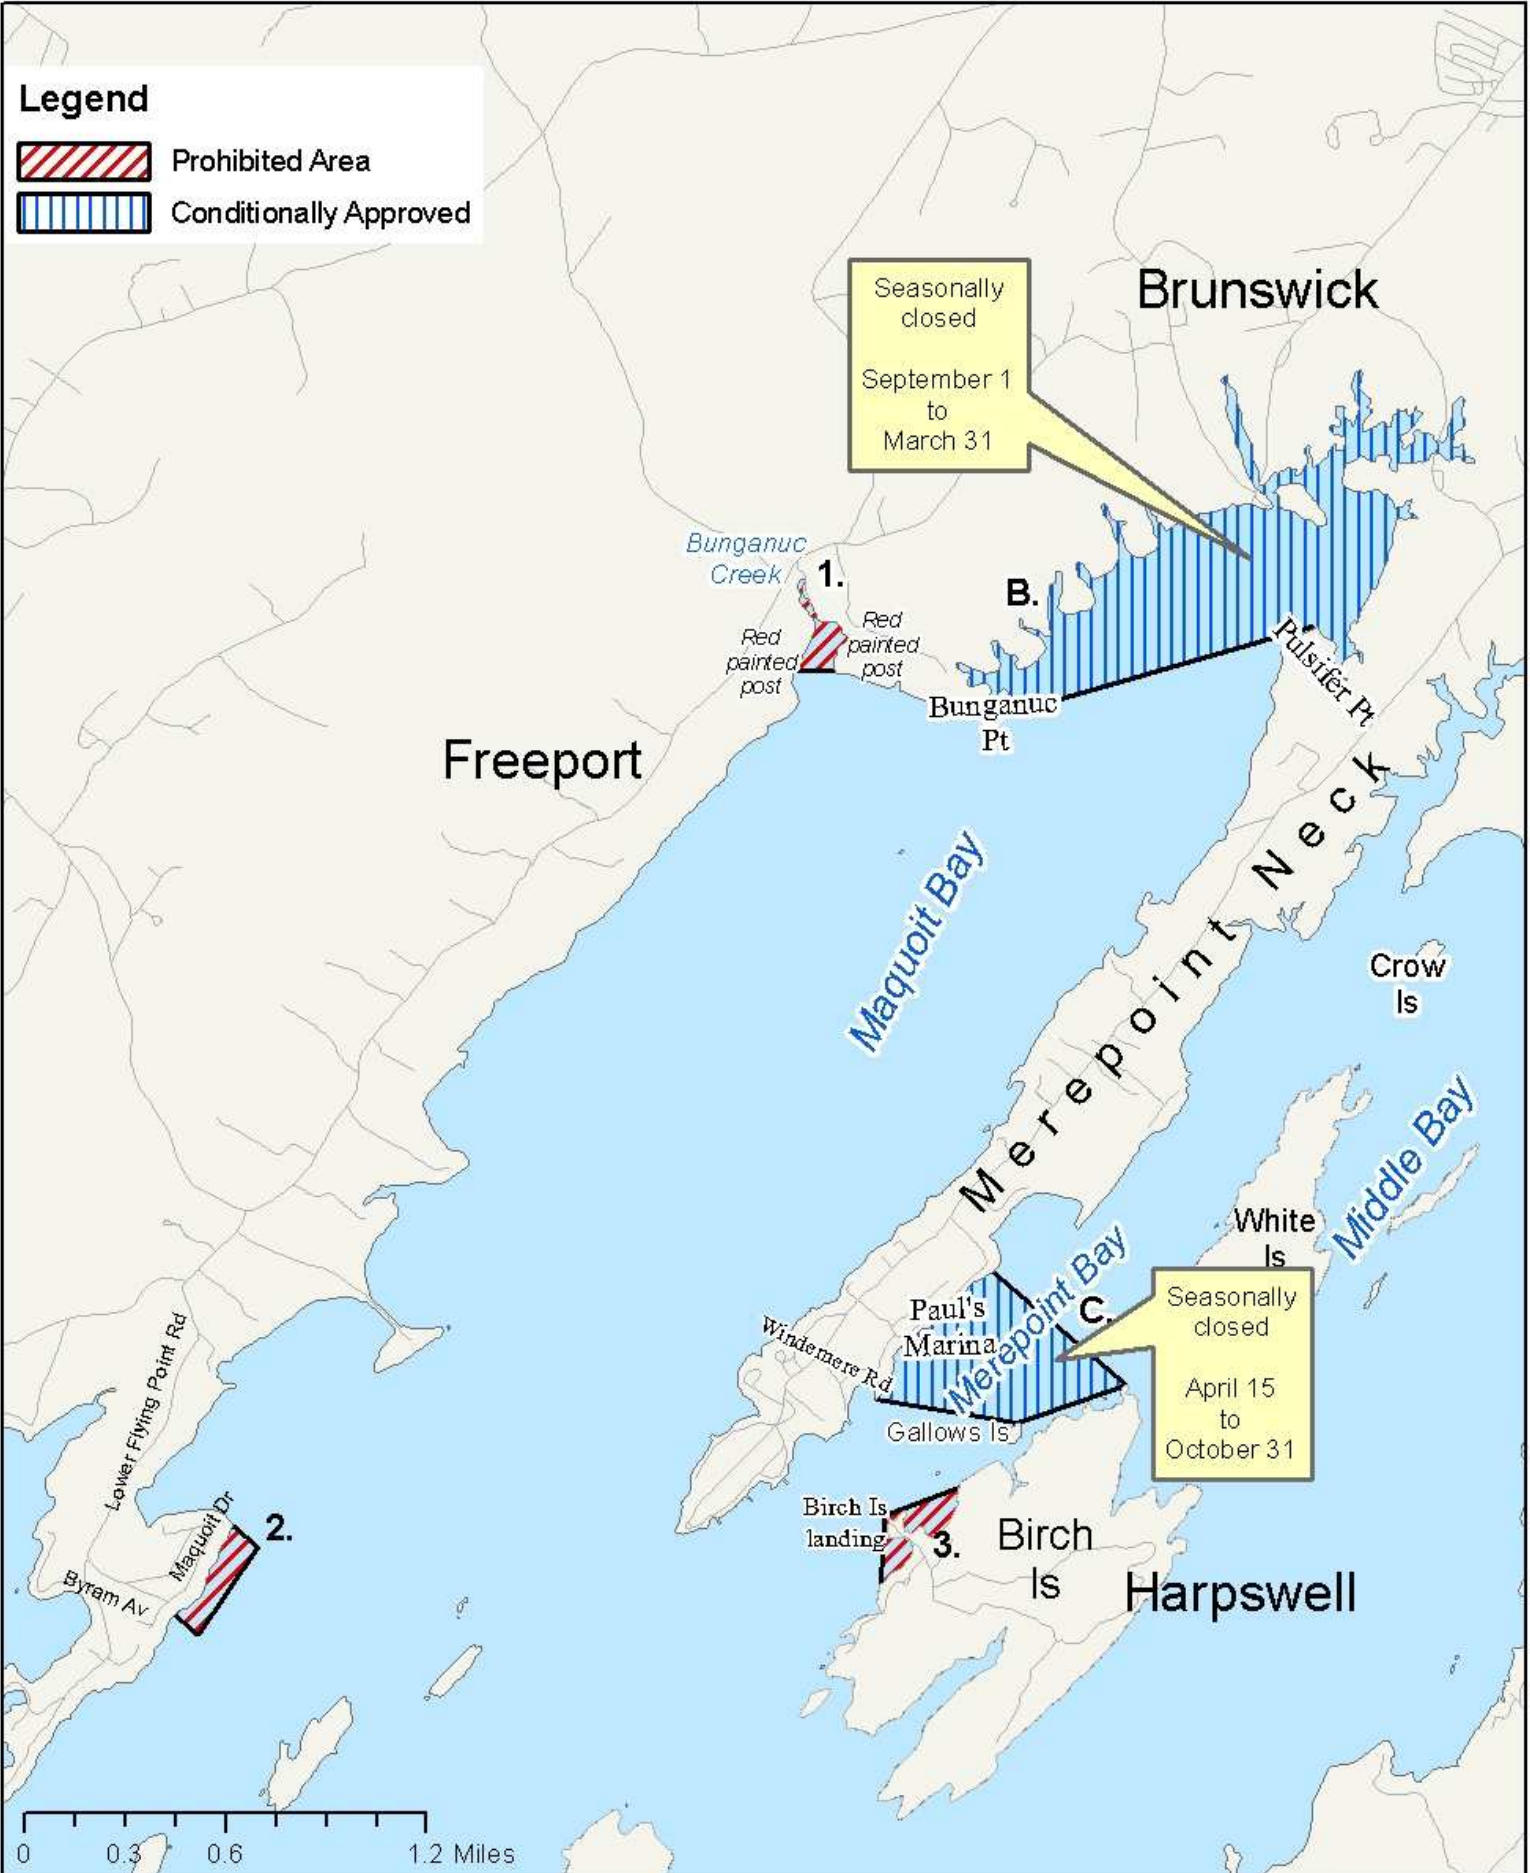 Legend
Prohibited Area
Conditionally Approved
Seasonally
closed
September 1
to
March 31
Brunswick
Bunganuc
Creek
1.
Red
painted
post
Red
painted
post
B.
Pulsifer Pt
Bunganuc
Pt
Freeport
Maquoit Bay
Merepoint Neck
Crow
Is
Middle Bay
White
Is
Merepoint Bay
Paul's
Marina
C.
Seasonally
closed
April 15
to
October 31
Windemere Rd
Gallows Is
Lower Flying Point Rd
Maquoit Dr
2.
Byram Av
Birch Is
landing
3.
Birch
Is
Harpswell
0 0.3 0.6 1.2 Miles